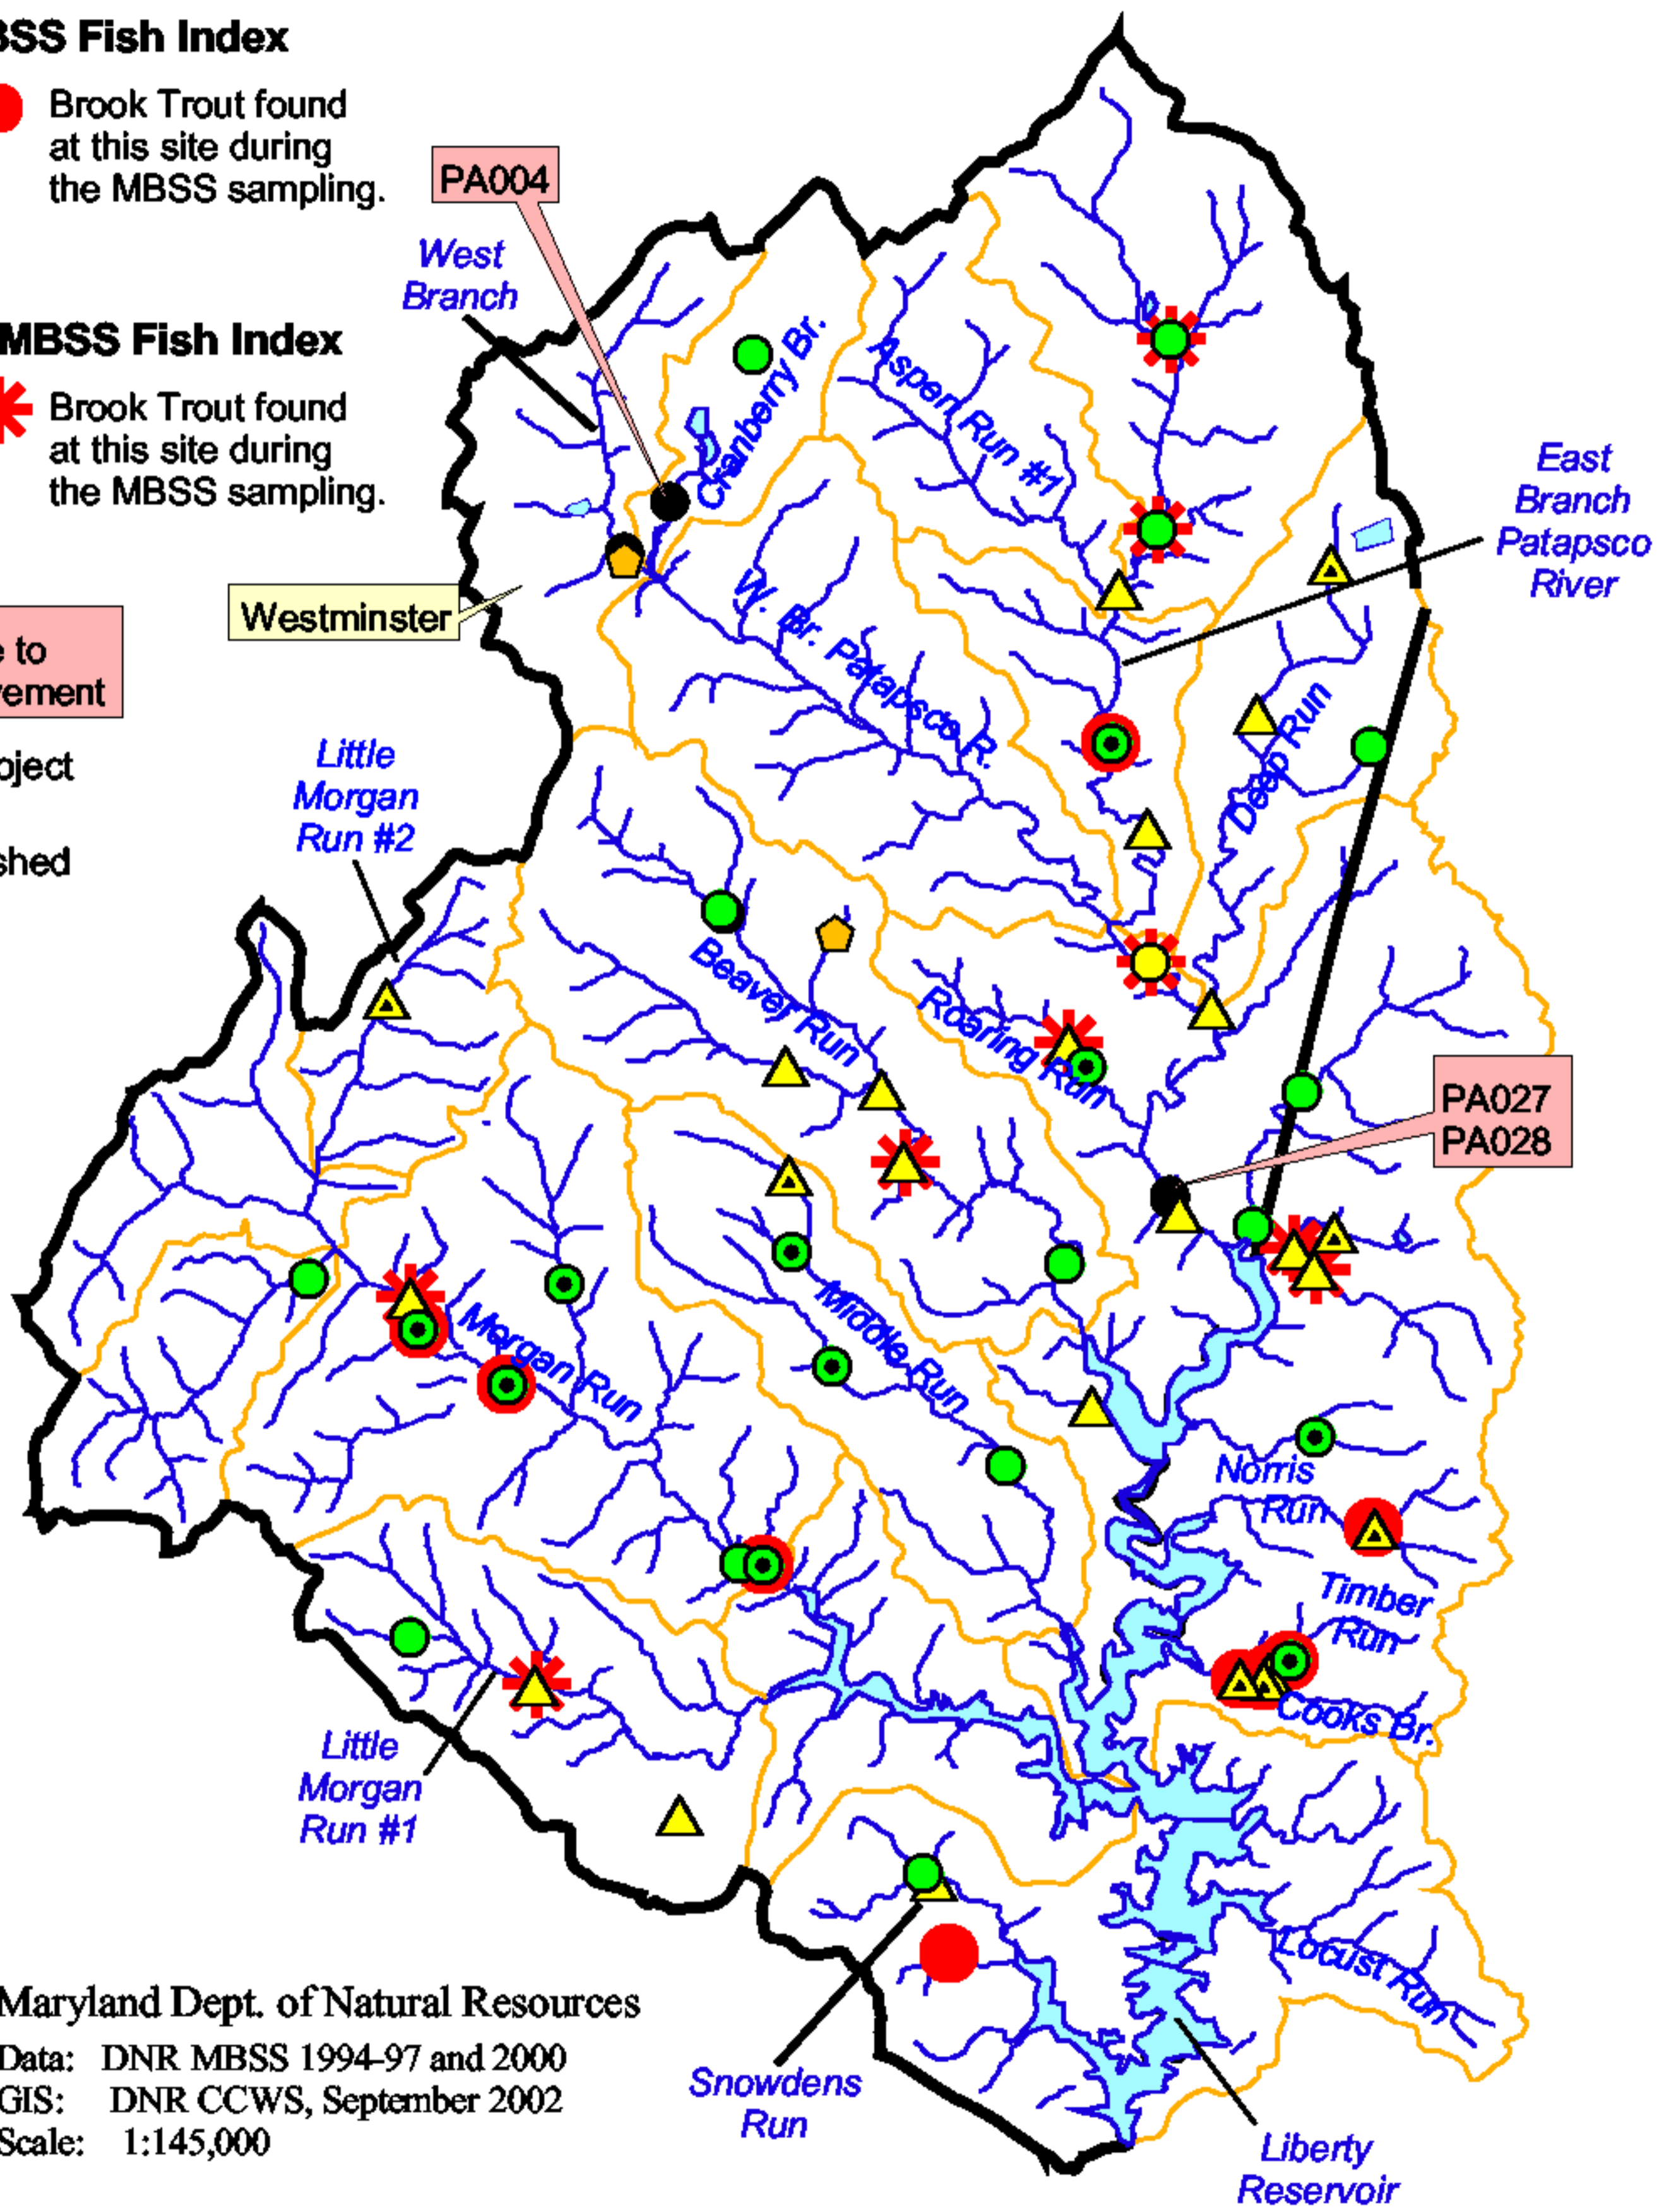 BSS Fish Index
Brook Trout found
at this site during
the MBSS sampling.
MBSS Fish Index
Brook Trout found
at this site during
the MBSS sampling.
to
vement
oject
shed
PA004
West
Branch
Cranberry Br.
Aspen Run #1
East
Branch
Patapsco
River
Westminster
W. Br. Patapsco R.
Deep Run
Little
Morgan
Run #2
Beaver Run
Roaring Run
PA027
PA028
Morgan Run
Middle Run
Norris
Run
Timber
Run
Cooks Br.
Little
Morgan
Run #1
Locust Run
Snowdens
Run
Liberty
Reservoir
Maryland Dept. of Natural Resources
Data: DNR MBSS 1994-97 and 2000
GIS: DNR CCWS, September 2002
Scale: 1:145,000